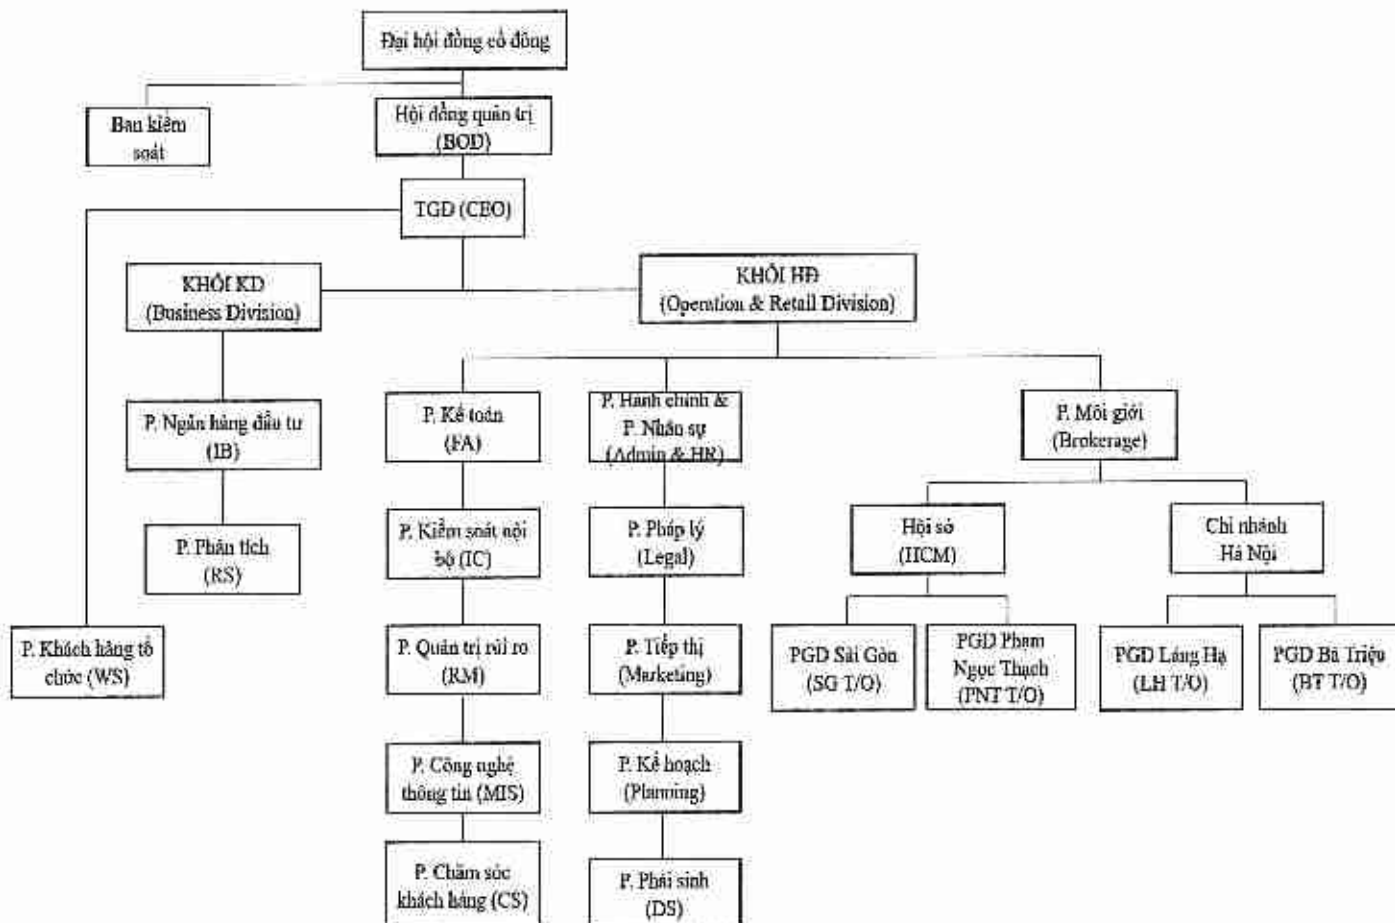 Đại hội đồng cổ đông
Ban kiểm
soát
Hội đồng quản trị
(BOD)
TGD (CEO)
KHỐI KD
(Business Division)
KHỐI HĐ
(Operation & Retail Division)
P. Ngân hàng đầu tư
(IB)
P. Kế toán
(FA)
P. Hành chính &
P. Nhân sự
(Admin & HR)
P. Môi giới
(Brokerage)
P. Phân tích
(RS)
P. Kiểm soát nội
bộ (IC)
P. Pháp lý
(Legal)
Hội sở
(HCM)
Chi nhánh
Hà Nội
P. Khách hàng tổ
chức (WS)
P. Quản trị rủi ro
(RM)
P. Tiếp thị
(Marketing)
PGD Sài Gòn
(SG T/O)
PGD Phạm
Ngọc Thạch
(PNT T/O)
PGD Láng Hạ
(LH T/O)
PGD Bà Triệu
(BT T/O)
P. Công nghệ
thông tin (MIS)
P. Kế hoạch
(Planning)
P. Chăm sóc
khách hàng (CS)
P. Phái sinh
(DS)